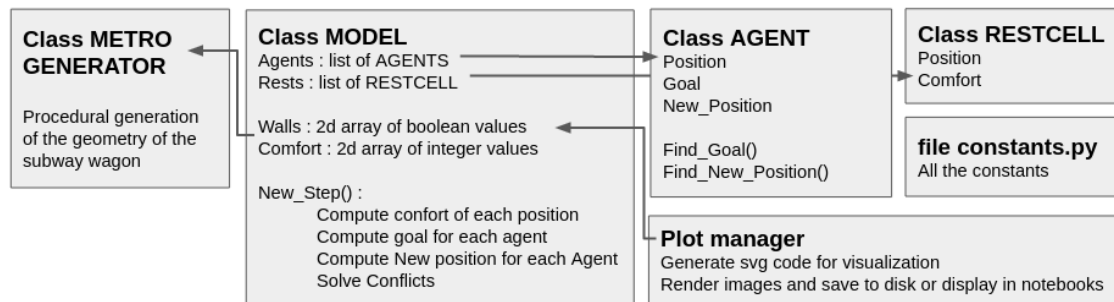 Class METRO
GENERATOR
Procedural generation
of the geometry of the
subway wagon
Class MODEL
Agents : list of AGENTS
Rests : list of RESTCELL
Walls : 2d array of boolean values
Comfort : 2d array of integer values
New_Step() :
Compute confort of each position
Compute goal for each agent
Compute New position for each Agent
Solve Conflicts
Class AGENT
Position
Goal
New_Position
Find_Goal()
Find_New_Position()
Class RESTCELL
Position
Comfort
file constants.py
All the constants
Plot manager
Generate svg code for visualization
Render images and save to disk or display in notebooks